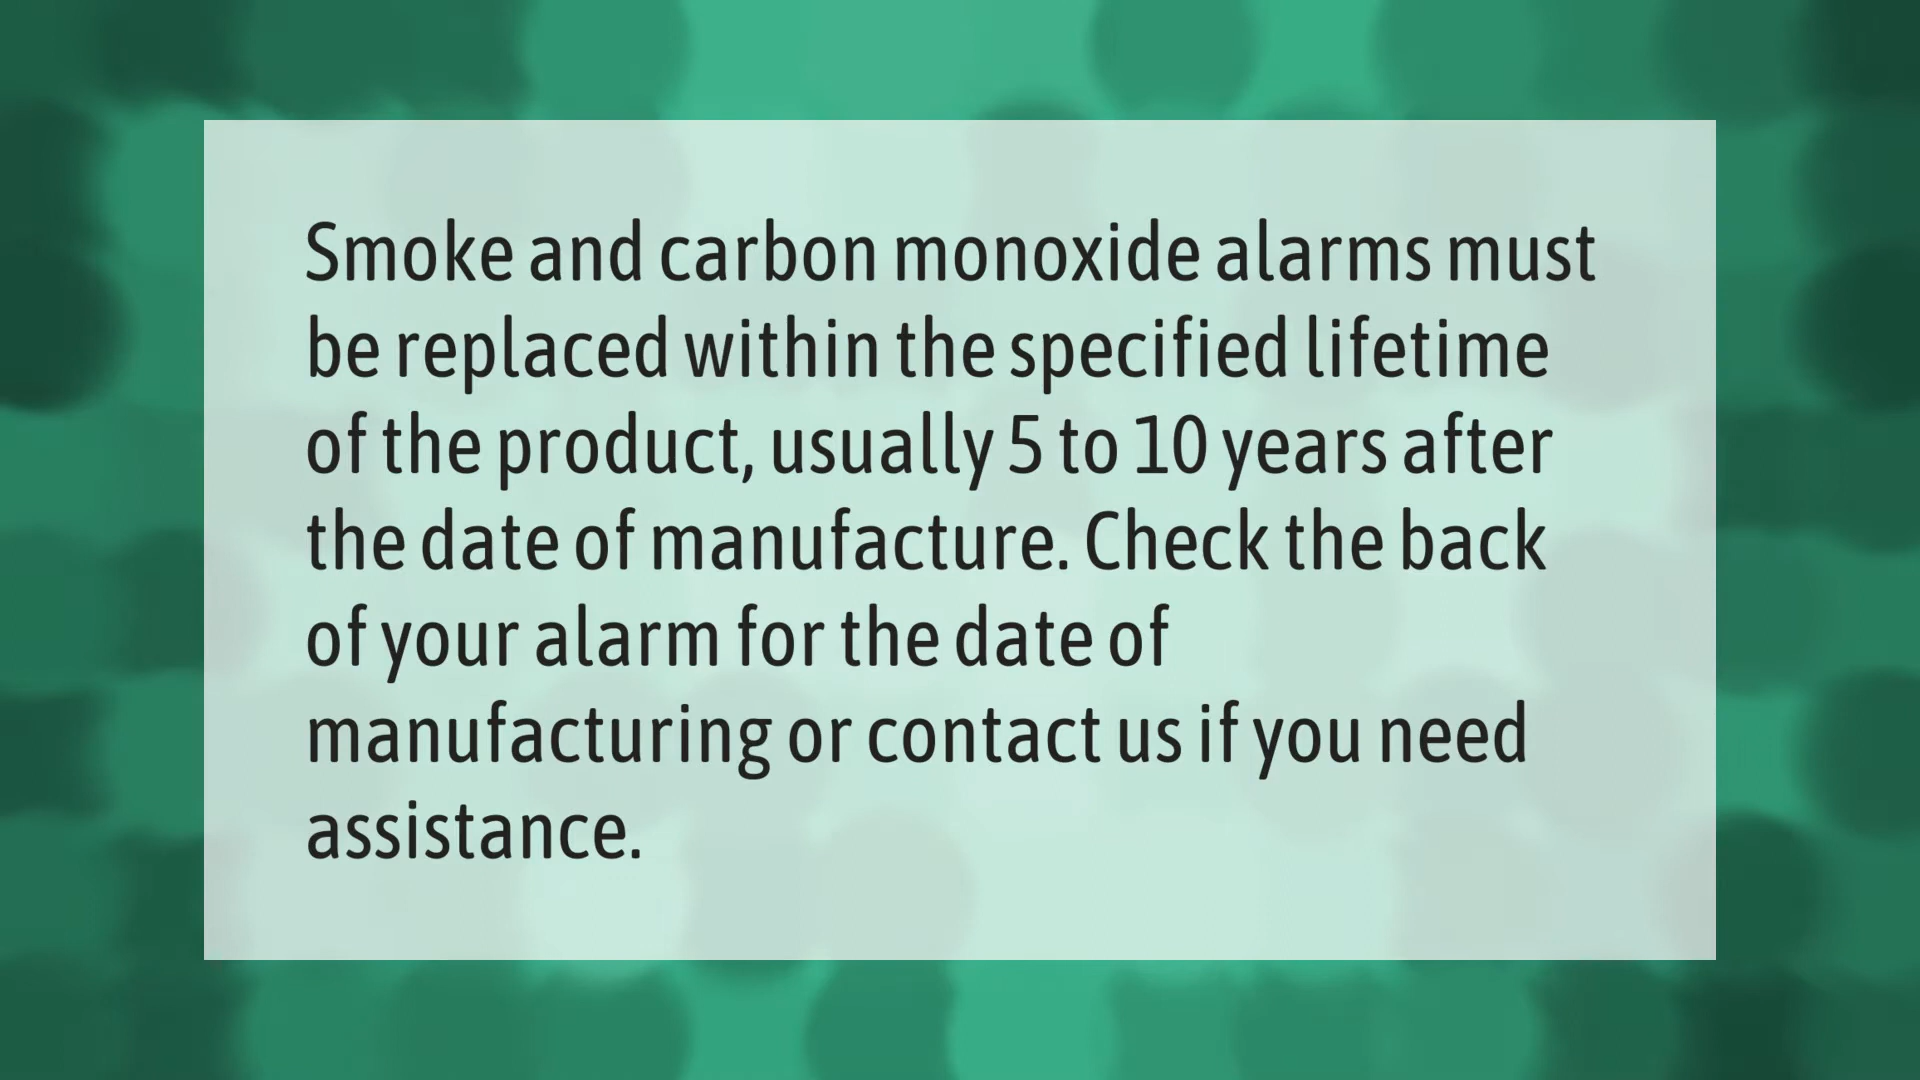 Smoke and carbon monoxide alarms must
be replaced within the specified lifetime
of the product, usually 5 to 10 years after
the date of manufacture. Check the back
of your alarm for the date of
manufacturing or contact us if you need
assistance.